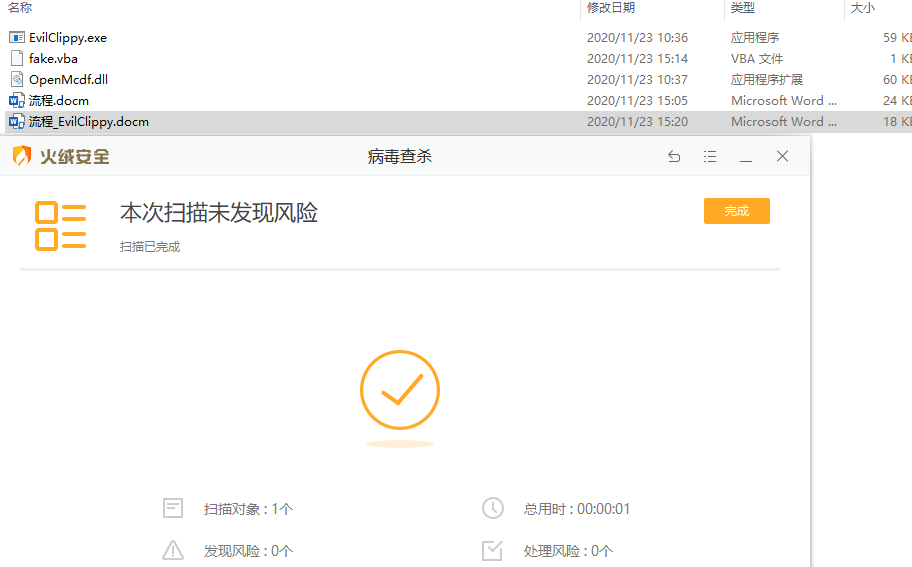 名称 修改日期 类型 大小
EvilClippy.exe 2020/11/23 10:36 应用程序 59 KB
fake.vba 2020/11/23 15:14 VBA 文件 1 KB
OpenMcdf.dll 2020/11/23 10:37 应用程序扩展 60 KB
流程.docm 2020/11/23 15:05 Microsoft Word ... 24 KB
流程_EvilClippy.docm 2020/11/23 15:20 Microsoft Word ... 18 KB
火绒安全 病毒查杀
本次扫描未发现风险 完成
扫描已完成
扫描对象 : 1个 总用时 : 00:00:01
发现风险 : 0个 处理风险 : 0个